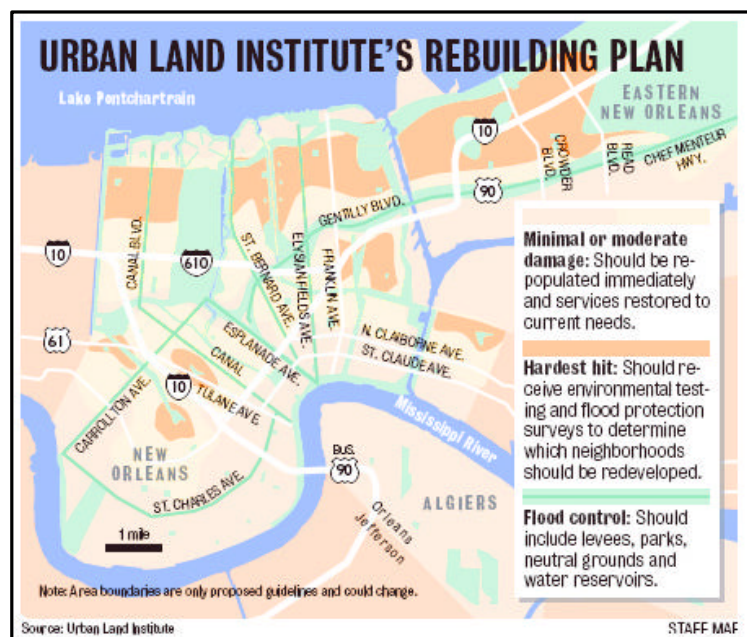 URBAN LAND INSTITUTE'S REBUILDING PLAN
Lake Pontchartrain
EASTERN
NEW ORLEANS
10
CROWDER
BLVD.
READ
BLVD.
CHEF MENTEUR
HWY.
90
GENTILLY BLVD.
CANAL BLVD.
10
610
ST. BERNARD AVE.
ELYSIAN FIELDS AVE.
FRANKLIN AVE.
61
N. CLAIBORNE AVE.
ST. CLAUDE AVE.
ESPLANADE AVE.
CANAL
10
TULANE AVE.
CARROLLTON AVE.
Mississippi River
NEW
ORLEANS
BUS.
90
ST. CHARLES AVE.
ALGIERS
Orleans
Jefferson
1 mile
Minimal or moderate
damage: Should be re-
populated immediately
and services restored to
current needs.
Hardest hit: Should re-
ceive environmental test-
ing and flood protection
surveys to determine
which neighborhoods
should be redeveloped.
Flood control: Should
include levees, parks,
neutral grounds and
water reservoirs.
Note: Area boundaries are only proposed guidelines and could change.
Source: Urban Land Institute
STAFF MAP